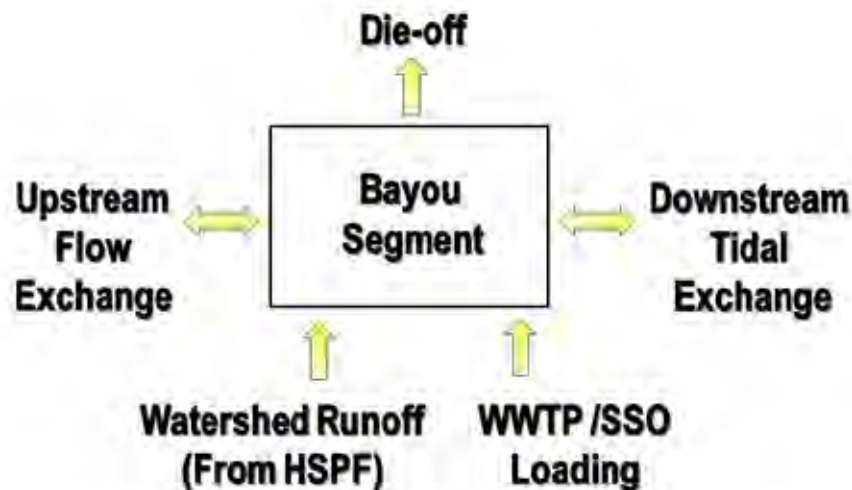 Die-off
Upstream
Flow
Exchange
Bayou
Segment
Downstream
Tidal
Exchange
Watershed Runoff
(From HSPF)
WWTP /SSO
Loading